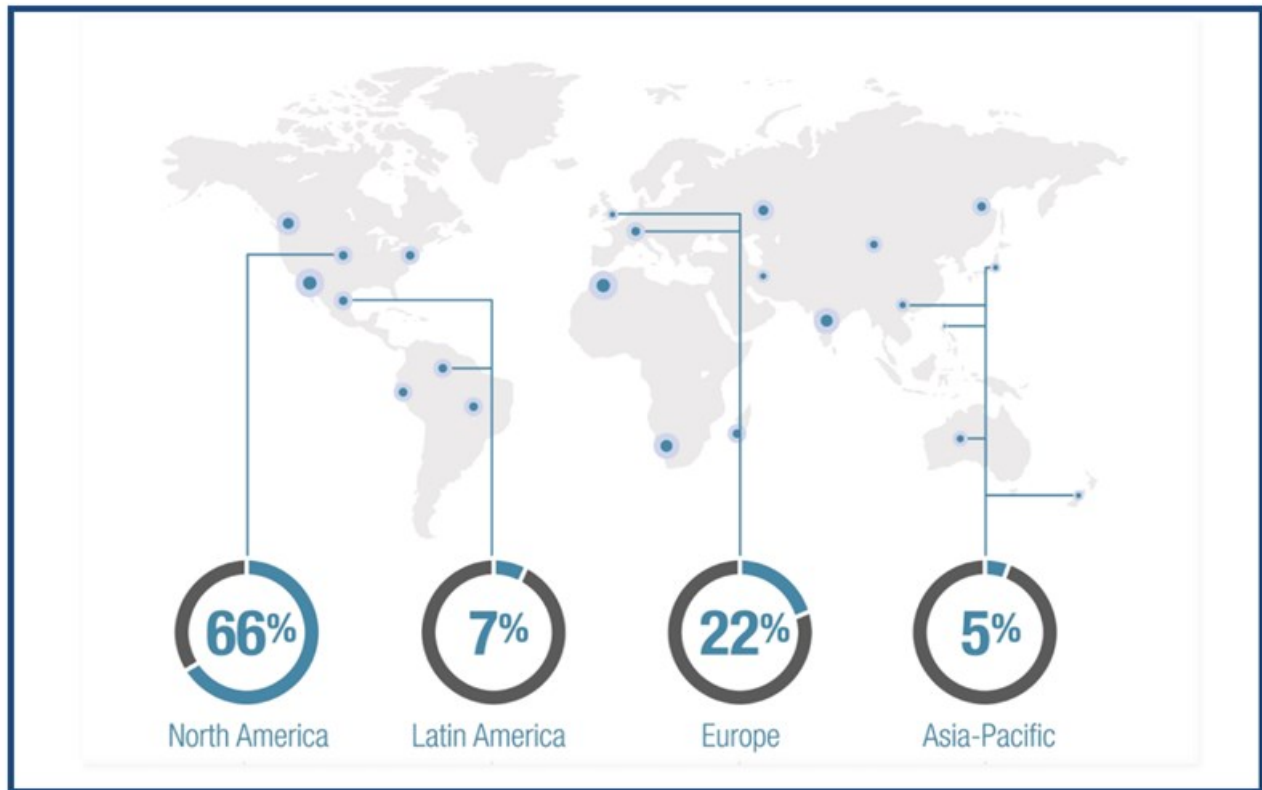 66%
7%
22%
5%
North America
Latin America
Europe
Asia-Pacific